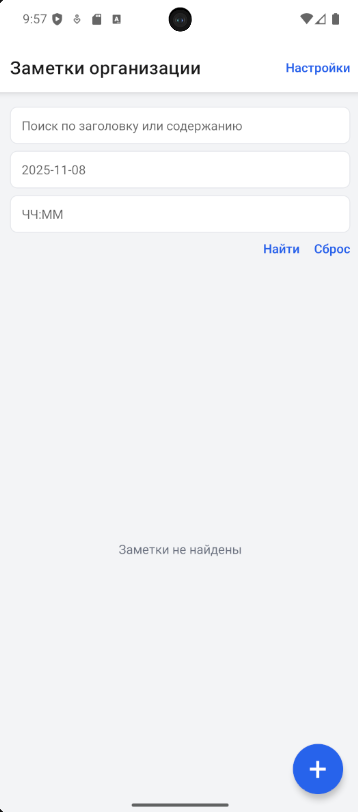 9:57
Заметки организации
Настройки
Поиск по заголовку или содержанию
2025-11-08
ЧЧ:ММ
Найти Сброс
Заметки не найдены
+